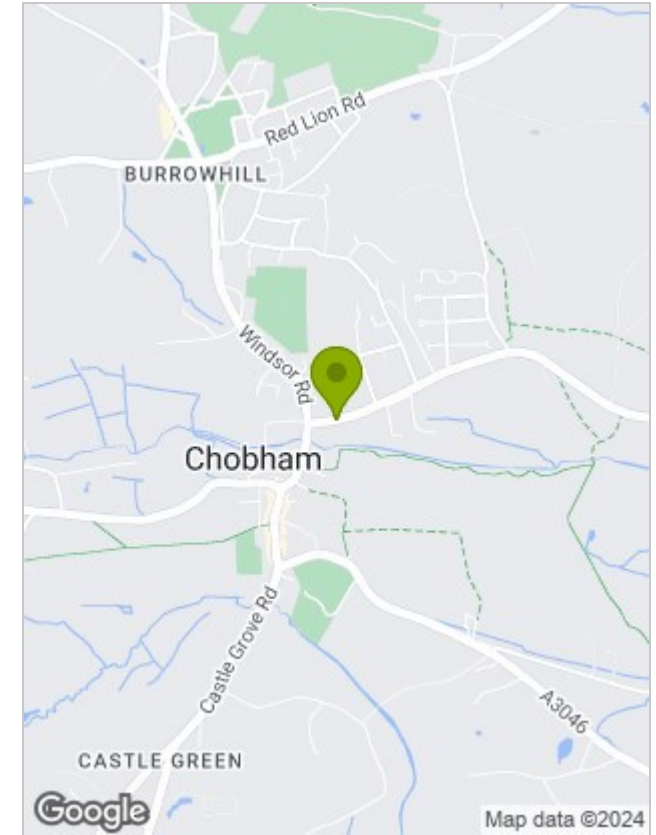 Red Lion Rd
BURROWHILL
Windsor Rd
Chobham
Castle Grove Rd
A3046
CASTLE GREEN
Google
Map data ©2024